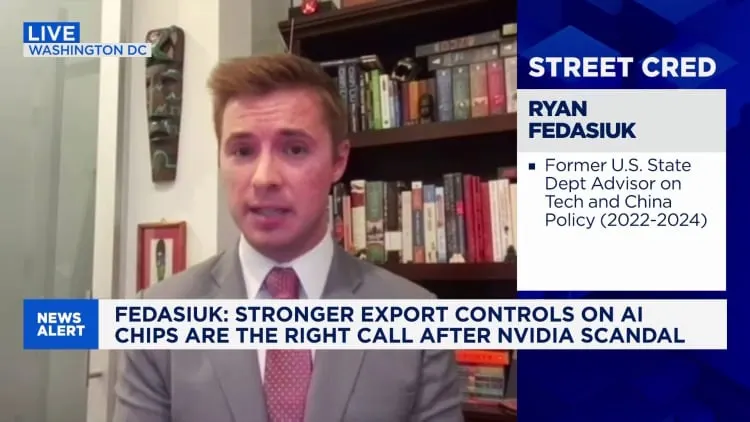 LIVE
WASHINGTON DC
STREET CRED
RYAN
FEDASIUK
Former U.S. State
Dept Advisor on
Tech and China
Policy (2022-2024)
NEWS
ALERT
FEDASIUK: STRONGER EXPORT CONTROLS ON AI
CHIPS ARE THE RIGHT CALL AFTER NVIDIA SCANDAL